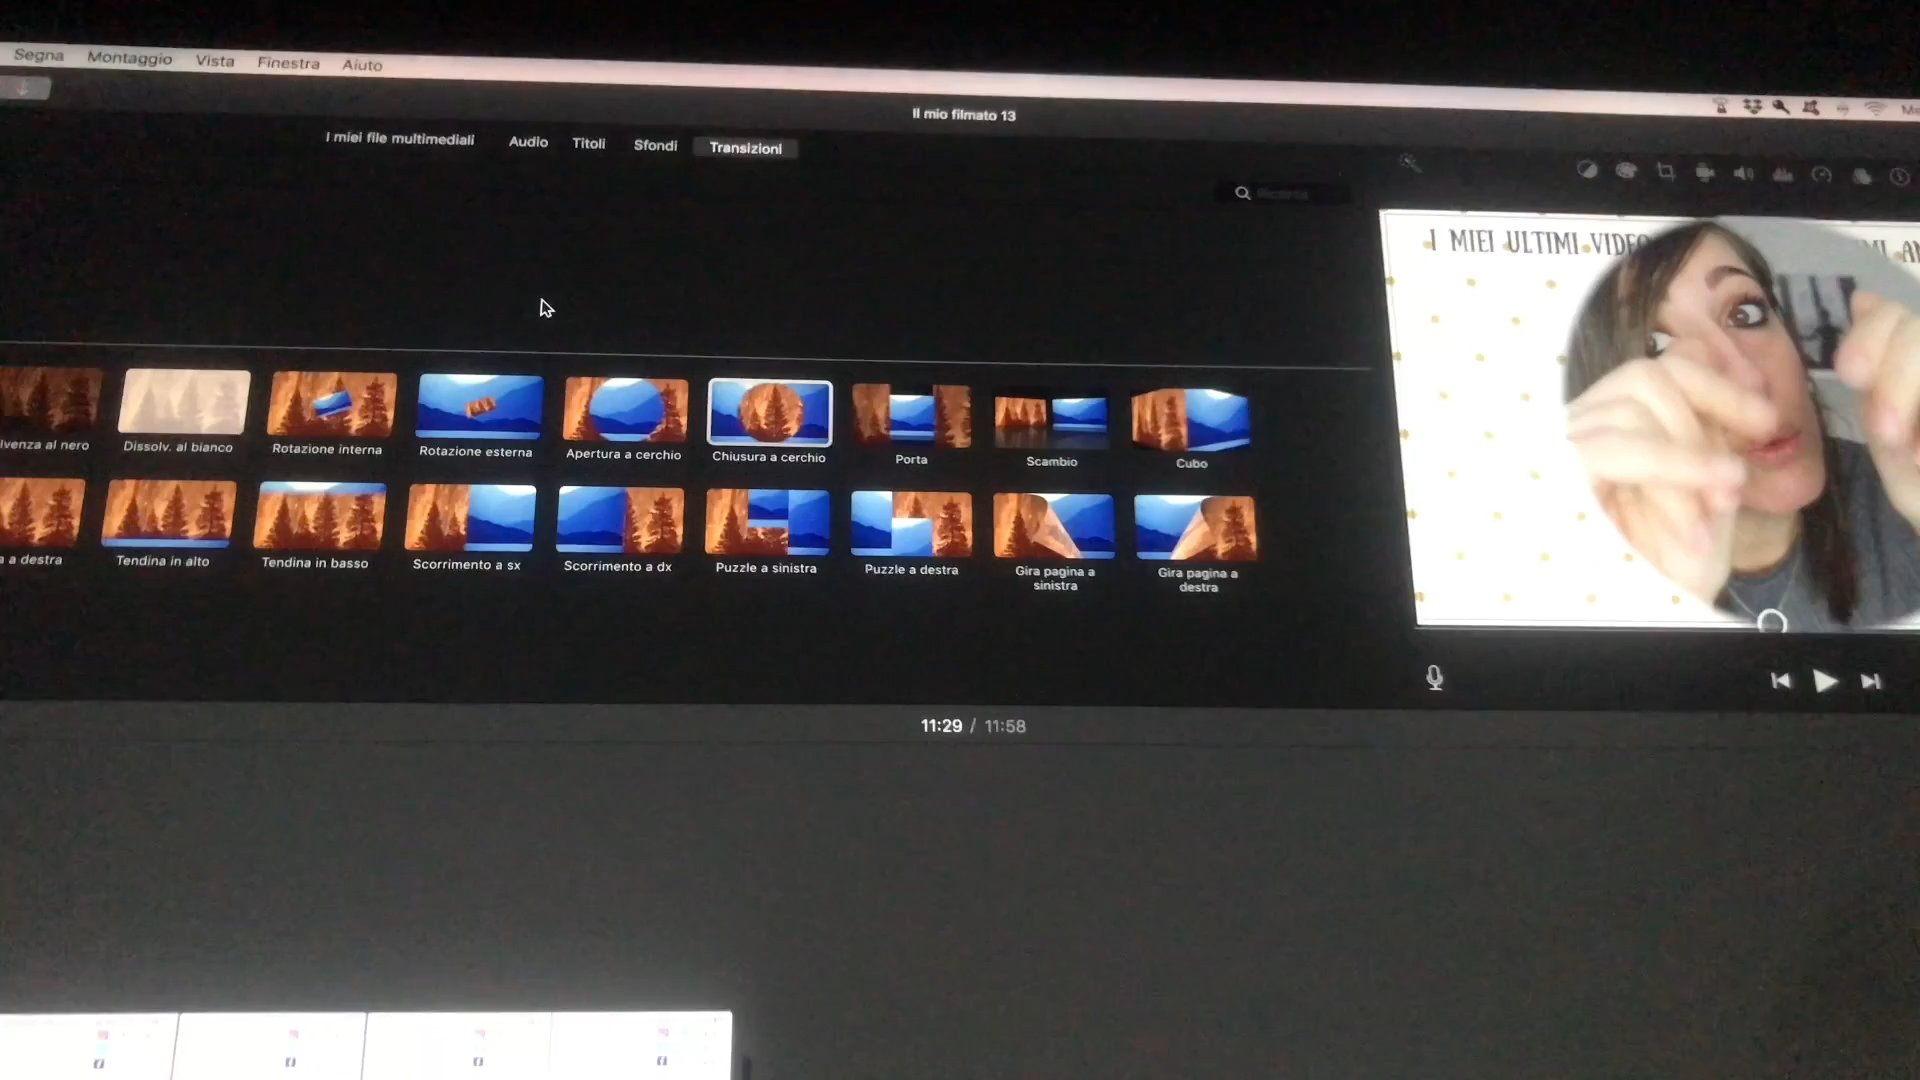 Segna Montaggio Vista Finestra Aiuto
Il mio filmato 13
I miei file multimediali Audio Titoli Sfondi Transizioni
Ricerca
I MIEI ULTIMI VIDEO
lvenza al nero Dissolv. al bianco Rotazione interna Rotazione esterna Apertura a cerchio Chiusura a cerchio Porta Scambio Cubo
a destra Tendina in alto Tendina in basso Scorrimento a sx Scorrimento a dx Puzzle a sinistra Puzzle a destra Gira pagina a sinistra Gira pagina a destra
11:29 / 11:58